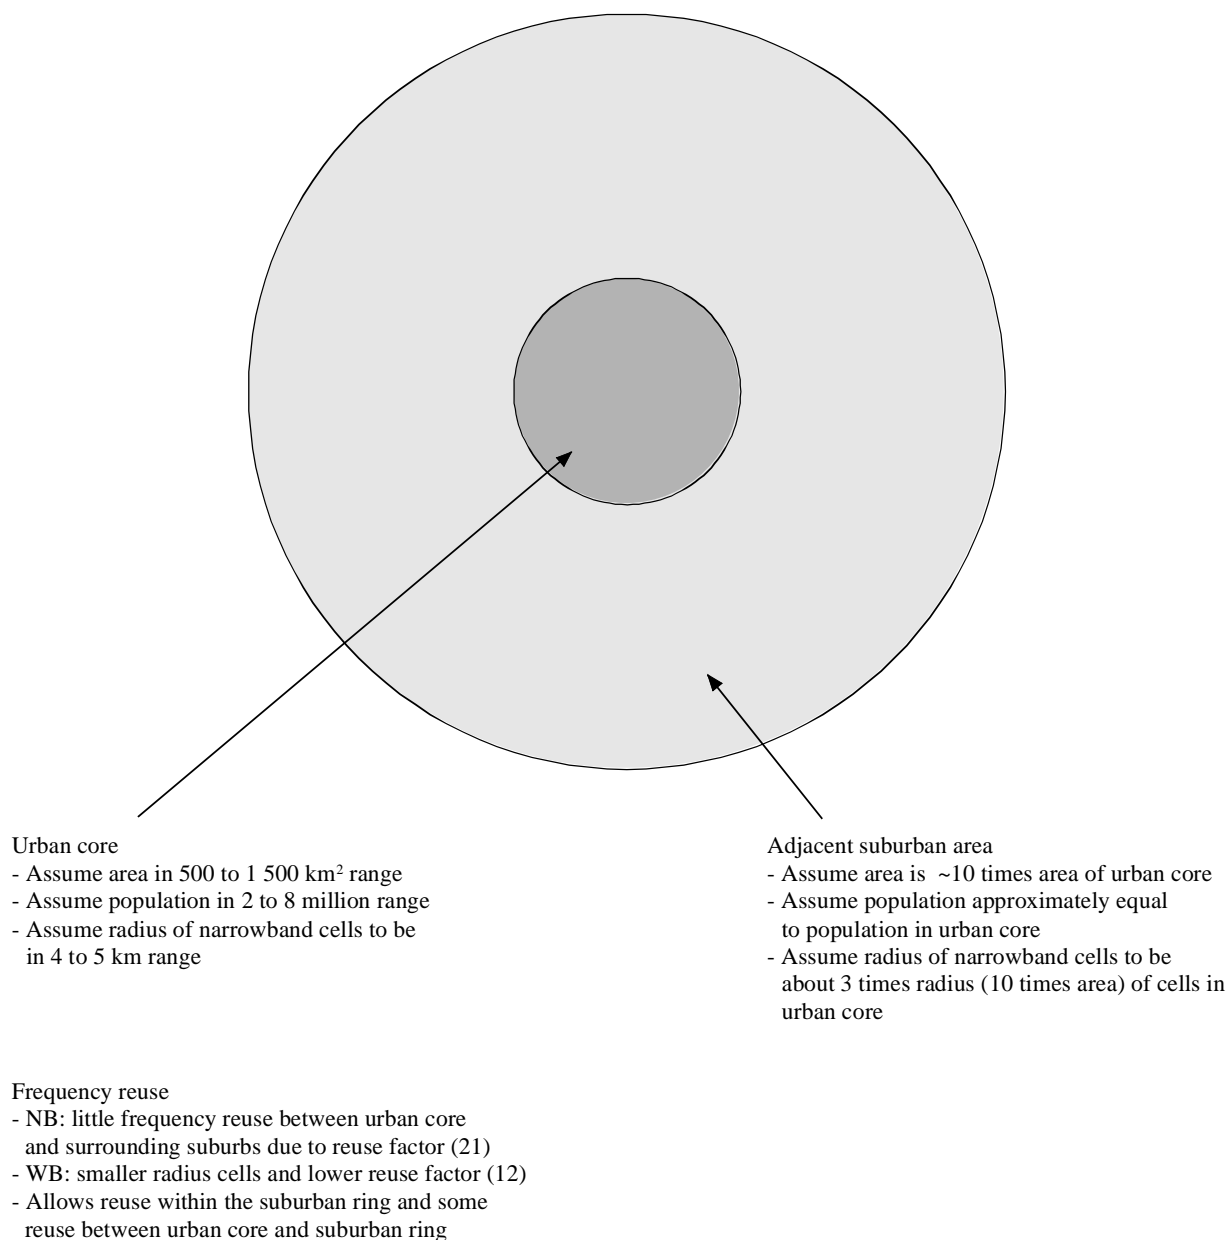 Urban core
- Assume area in 500 to 1 500 km² range
- Assume population in 2 to 8 million range
- Assume radius of narrowband cells to be
in 4 to 5 km range
Adjacent suburban area
- Assume area is ~10 times area of urban core
- Assume population approximately equal
to population in urban core
- Assume radius of narrowband cells to be
about 3 times radius (10 times area) of cells in
urban core
Frequency reuse
- NB: little frequency reuse between urban core
and surrounding suburbs due to reuse factor (21)
- WB: smaller radius cells and lower reuse factor (12)
- Allows reuse within the suburban ring and some
reuse between urban core and suburban ring